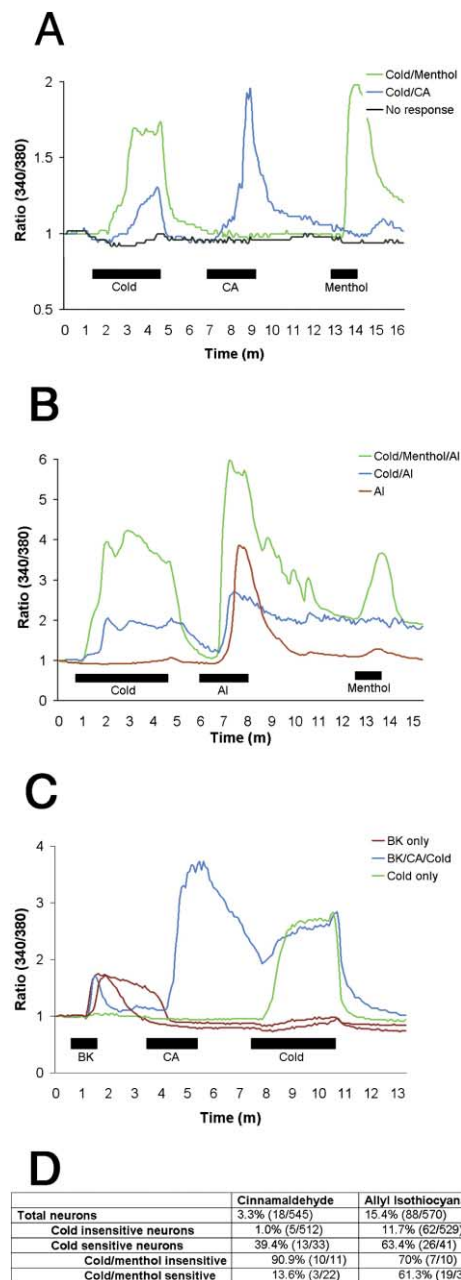 A
2
1.5
1
0.5
Ratio (340/380)
Cold/Menthol
Cold/CA
No response
Cold
CA
Menthol
0 1 2 3 4 5 6 7 8 9 10 11 12 13 14 15 16
Time (m)
B
6
5
4
3
2
1
0
Ratio (340/380)
Cold/Menthol/AI
Cold/AI
AI
Cold
AI
Menthol
0 1 2 3 4 5 6 7 8 9 10 11 12 13 14 15
Time (m)
C
4
3
2
1
0
Ratio (340/380)
BK only
BK/CA/Cold
Cold only
BK
CA
Cold
0 1 2 3 4 5 6 7 8 9 10 11 12 13
Time (m)
D
Cinnamaldehyde Allyl Isothiocyan
Total neurons 3.3% (18/545) 15.4% (88/570)
Cold insensitive neurons 1.0% (5/512) 11.7% (62/529)
Cold sensitive neurons 39.4% (13/33) 63.4% (26/41)
Cold/menthol insensitive 90.9% (10/11) 70% (7/10)
Cold/menthol sensitive 13.6% (3/22) 61.3% (19/3